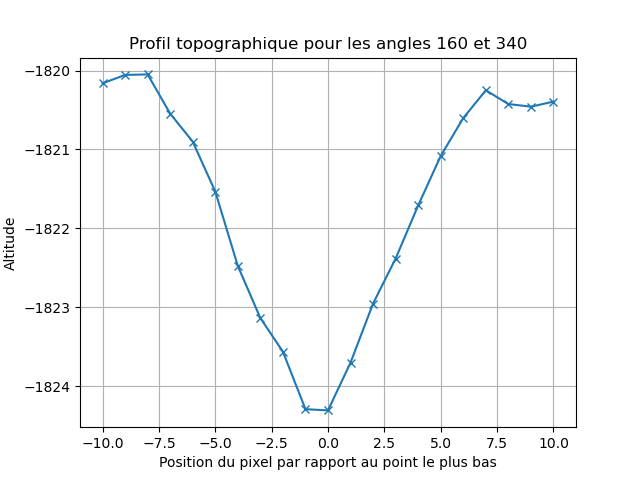 Profil topographique pour les angles 160 et 340
−1820
−1821
−1822
−1823
−1824
Altitude
−10.0 −7.5 −5.0 −2.5 0.0 2.5 5.0 7.5 10.0
Position du pixel par rapport au point le plus bas